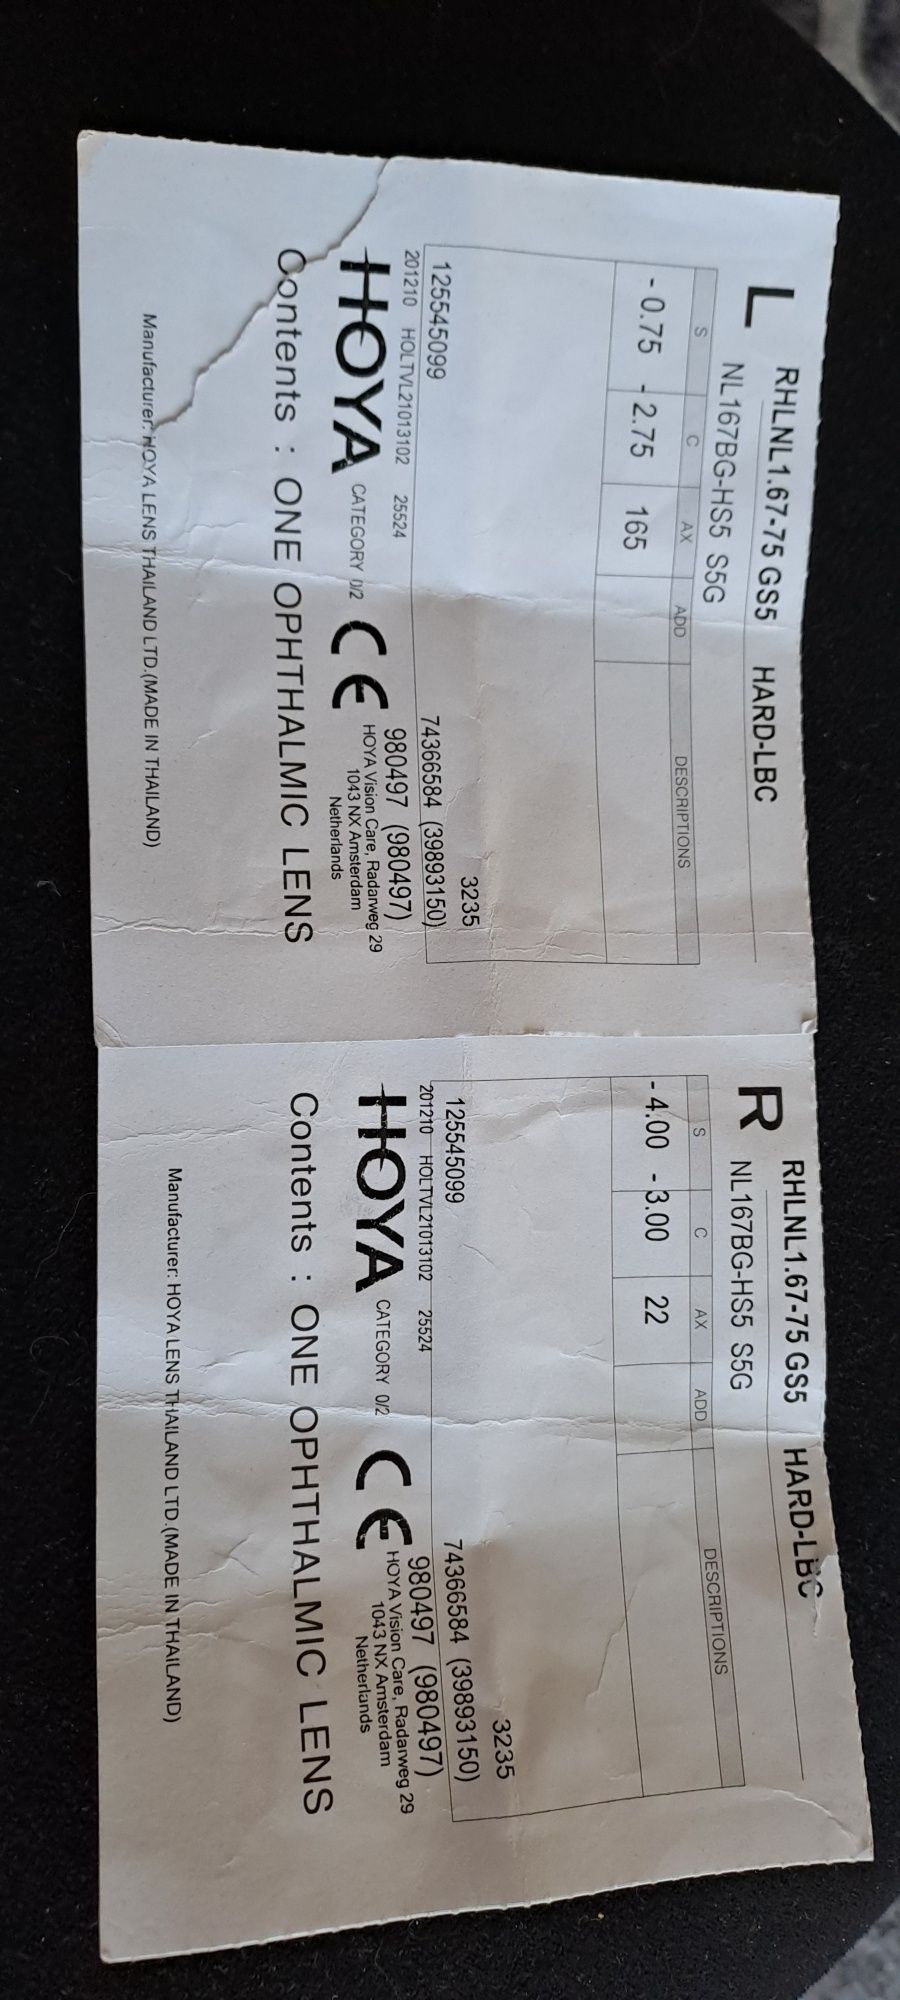 L RHLNL1.67-75 GS5 HARD-LBC
NL167BG-HS5 S5G
S C AX ADD DESCRIPTIONS
- 0.75 - 2.75 165
3235
125545099 74366584 (39893150)
201210 HOLTVL21013102 25524 980497 (980497)
HOYA CATEGORY 0/2 CE HOYA Vision Care, Radarweg 29
1043 NX Amsterdam
Netherlands
Contents : ONE OPHTHALMIC LENS
Manufacturer: HOYA LENS THAILAND LTD.(MADE IN THAILAND)
R RHLNL1.67-75 GS5 HARD-LBC
NL167BG-HS5 S5G
S C AX ADD DESCRIPTIONS
- 4.00 - 3.00 22
3235
125545099 74366584 (39893150)
201210 HOLTVL21013102 25524 980497 (980497)
HOYA CATEGORY 0/2 CE HOYA Vision Care, Radarweg 29
1043 NX Amsterdam
Netherlands
Contents : ONE OPHTHALMIC LENS
Manufacturer: HOYA LENS THAILAND LTD.(MADE IN THAILAND)